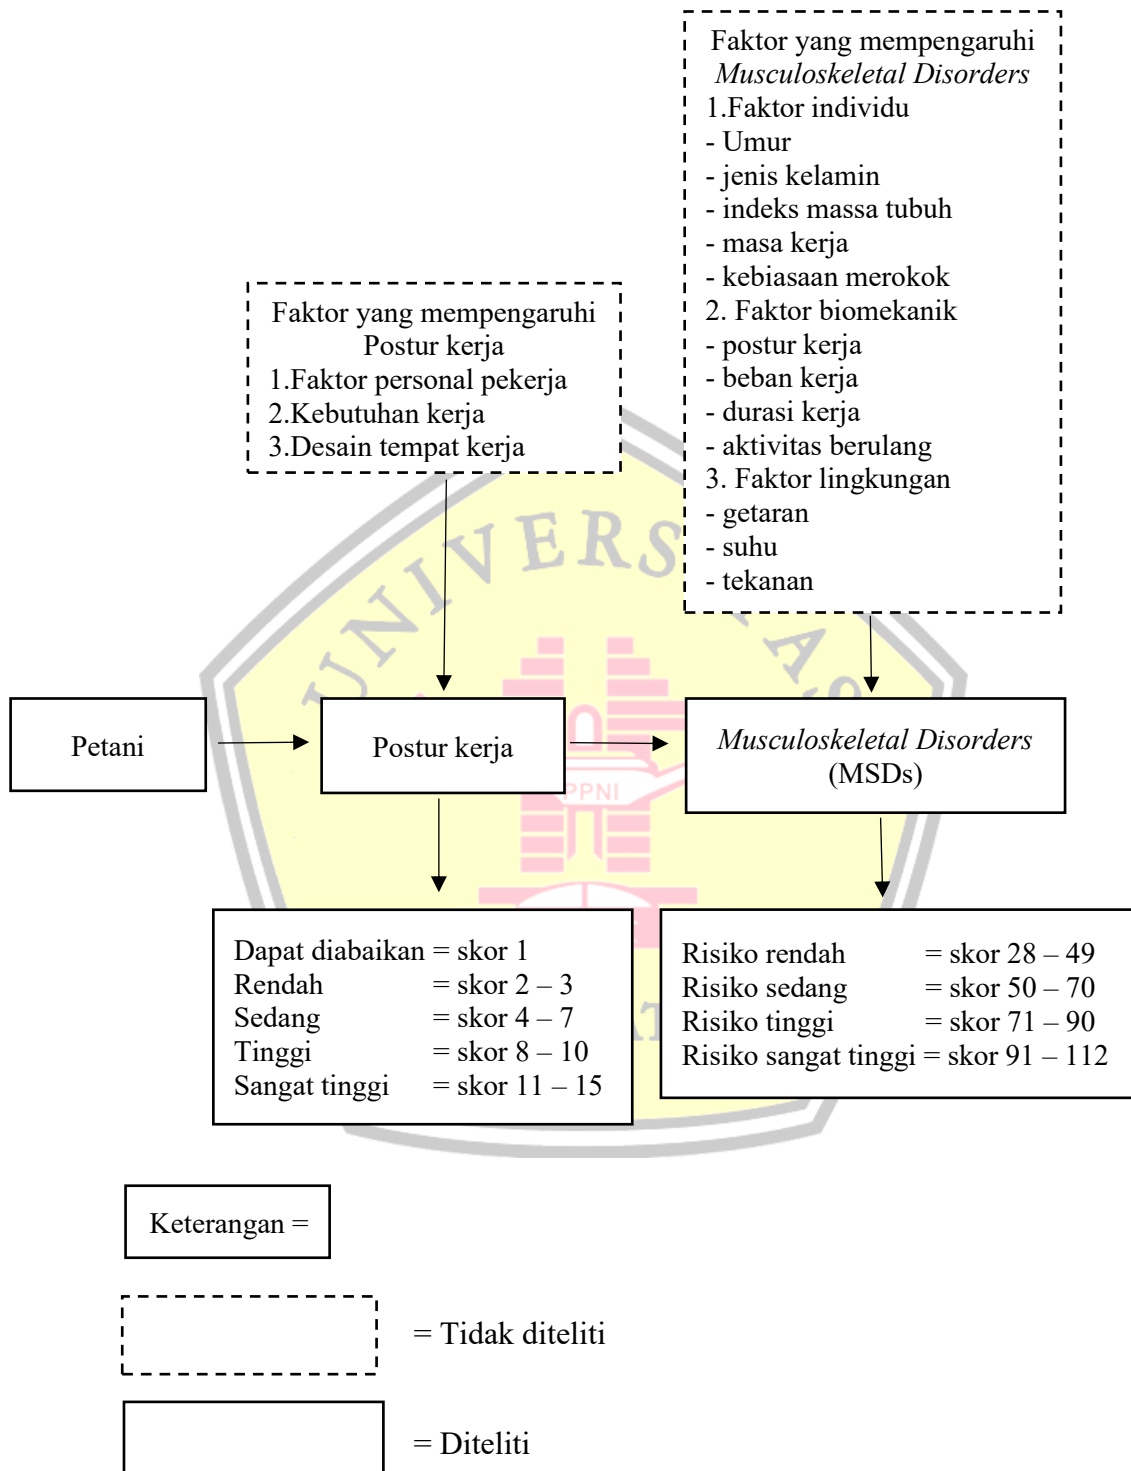 Faktor yang mempengaruhi
Musculoskeletal Disorders
1.Faktor individu
- Umur
- jenis kelamin
- indeks massa tubuh
- masa kerja
- kebiasaan merokok
2. Faktor biomekanik
- postur kerja
- beban kerja
- durasi kerja
- aktivitas berulang
3. Faktor lingkungan
- getaran
- suhu
- tekanan
Faktor yang mempengaruhi
Postur kerja
1.Faktor personal pekerja
2.Kebutuhan kerja
3.Desain tempat kerja
Petani
Postur kerja
Musculoskeletal Disorders
(MSDs)
PPNI
Dapat diabaikan = skor 1
Rendah = skor 2 – 3
Sedang = skor 4 – 7
Tinggi = skor 8 – 10
Sangat tinggi = skor 11 – 15
Risiko rendah = skor 28 – 49
Risiko sedang = skor 50 – 70
Risiko tinggi = skor 71 – 90
Risiko sangat tinggi = skor 91 – 112
Keterangan =
= Tidak diteliti
= Diteliti